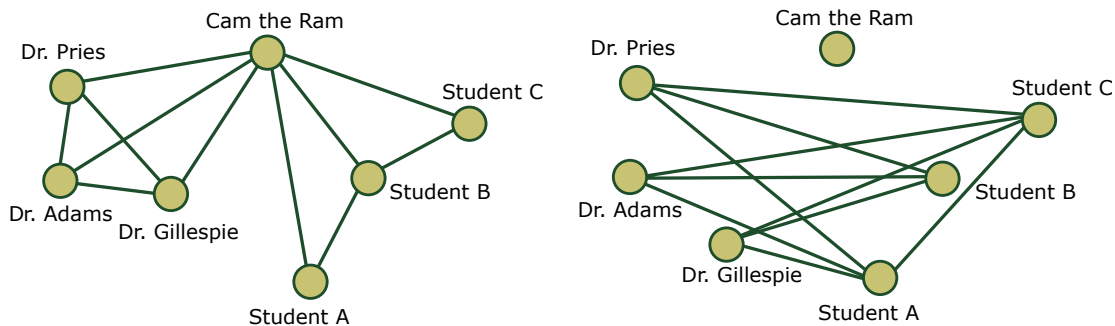 Cam the Ram
Dr. Pries
Student C
Student B
Dr. Adams
Dr. Gillespie
Student A
Cam the Ram
Dr. Pries
Student C
Student B
Dr. Adams
Dr. Gillespie
Student A